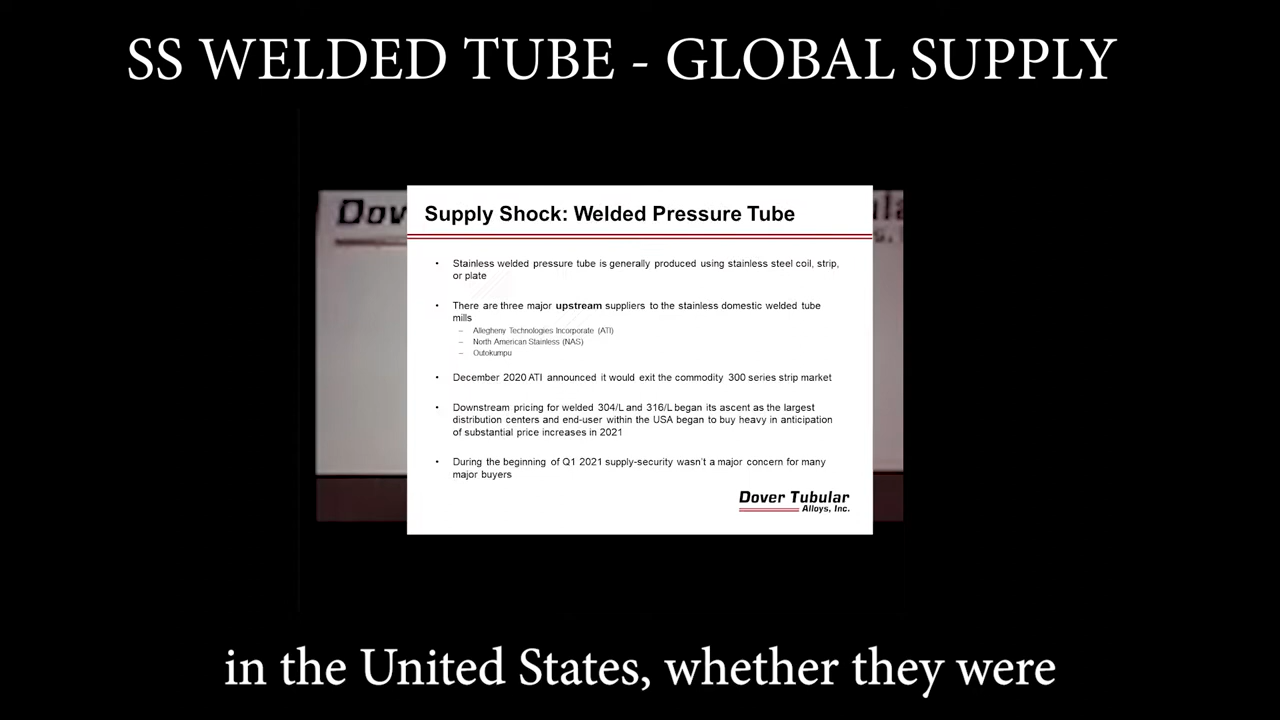 SS WELDED TUBE - GLOBAL SUPPLY
Dov
Supply Shock: Welded Pressure Tube
• Stainless welded pressure tube is generally produced using stainless steel coil, strip,
or plate
• There are three major upstream suppliers to the stainless domestic welded tube
mills
– Allegheny Technologies Incorporate (ATI)
– North American Stainless (NAS)
– Outokumpu
• December 2020 ATI announced it would exit the commodity 300 series strip market
• Downstream pricing for welded 304/L and 316/L began its ascent as the largest
distribution centers and end-user within the USA began to buy heavy in anticipation
of substantial price increases in 2021
• During the beginning of Q1 2021 supply-security wasn't a major concern for many
major buyers
Dover Tubular
Alloys, Inc.
in the United States, whether they were